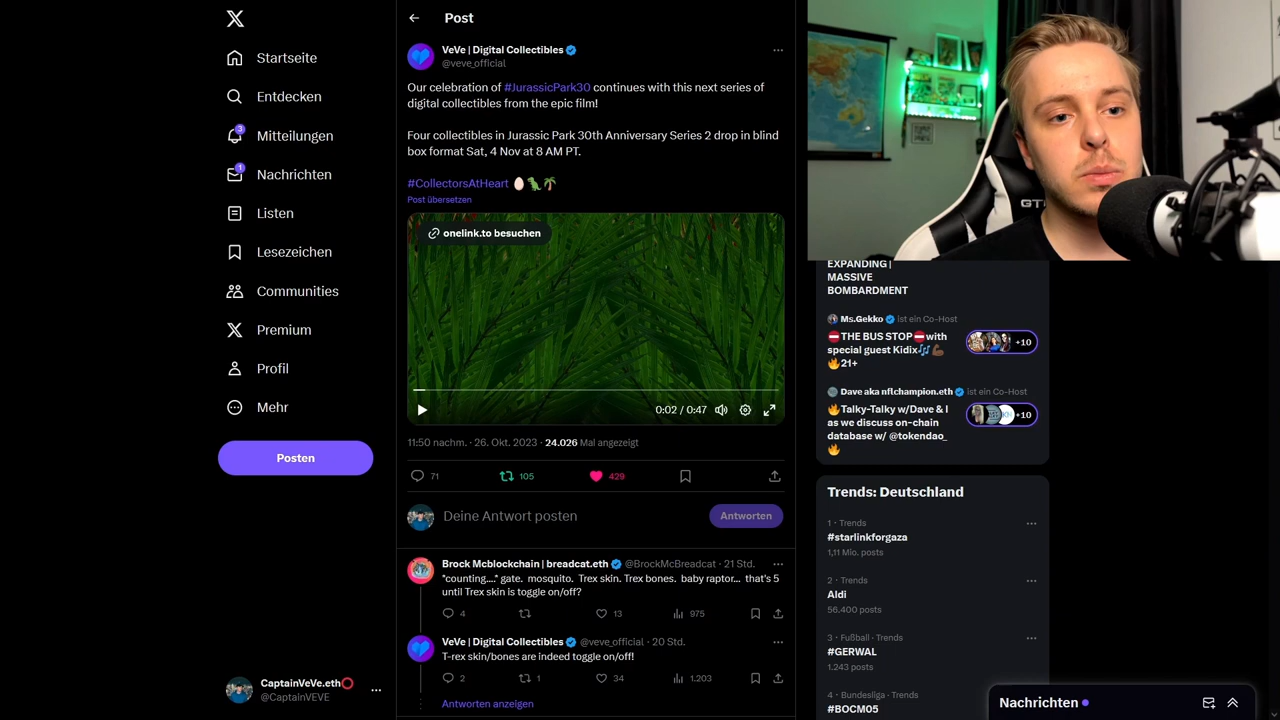 Startseite
Entdecken
3
Mitteilungen
1
Nachrichten
Listen
Lesezeichen
Communities
Premium
Profil
Mehr
Posten
CaptainVeVe.eth⭕
@CaptainVEVE
Post
VeVe | Digital Collectibles
@veve_official
Our celebration of #JurassicPark30 continues with this next series of
digital collectibles from the epic film!
Four collectibles in Jurassic Park 30th Anniversary Series 2 drop in blind
box format Sat, 4 Nov at 8 AM PT.
#CollectorsAtHeart 🥚🦖🌴
Post übersetzen
onelink.to besuchen
0:02 / 0:47
11:50 nachm. · 26. Okt. 2023 · 24.026 Mal angezeigt
71 105 429
Deine Antwort posten
Antworten
Brock Mcblockchain | breadcat.eth @BrockMcBreadcat · 21 Std.
"counting...." gate. mosquito. Trex skin. Trex bones. baby raptor... that's 5
until Trex skin is toggle on/off?
4 13 975
VeVe | Digital Collectibles @veve_official · 20 Std.
T-rex skin/bones are indeed toggle on/off!
2 1 34 1.203
Antworten anzeigen
GT
EXPANDING |
MASSIVE
BOMBARDMENT
Ms.Gekko ist ein Co-Host
⛔THE BUS STOP⛔with
special guest Kidix🎶💪🏾
🔥21+
+10
Dave aka nflchampion.eth ist ein Co-Host
🔥Talky-Talky w/Dave & I
as we discuss on-chain
database w/ @tokendao_
🔥
+10
Trends: Deutschland
1 · Trends
#starlinkforgaza
1,11 Mio. posts
2 · Trends
Aldi
56.400 posts
3 · Fußball · Trends
#GERWAL
1.243 posts
4 · Bundesliga · Trends
#BOCM05
Nachrichten